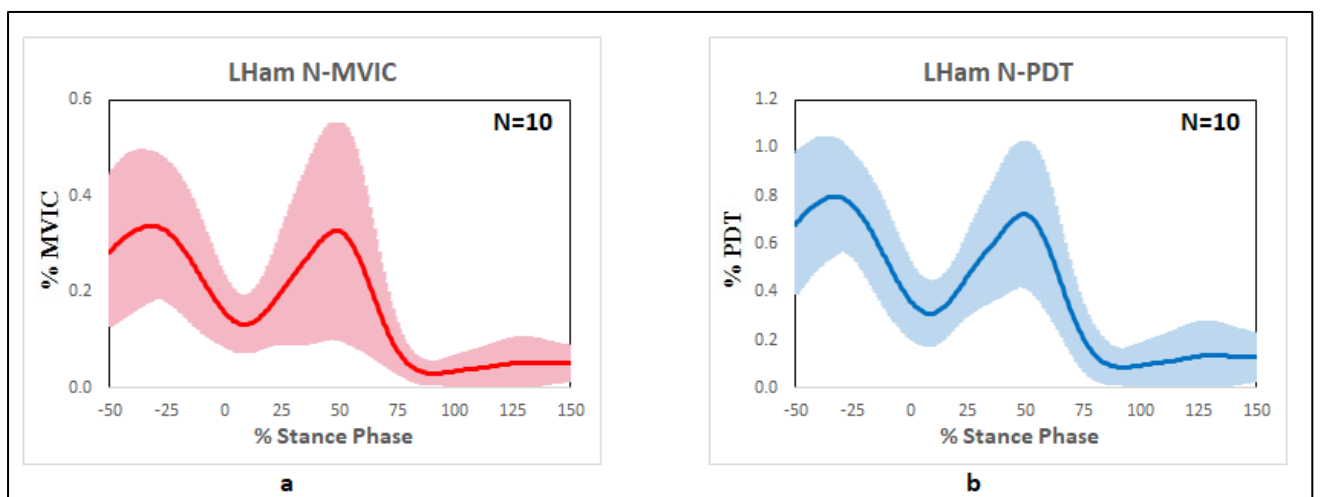 LHam N-MVIC
N=10
% MVIC
0.6
0.4
0.2
0.0
-50 -25 0 25 50 75 100 125 150
% Stance Phase
a
LHam N-PDT
N=10
% PDT
1.2
1.0
0.8
0.6
0.4
0.2
0.0
-50 -25 0 25 50 75 100 125 150
% Stance Phase
b